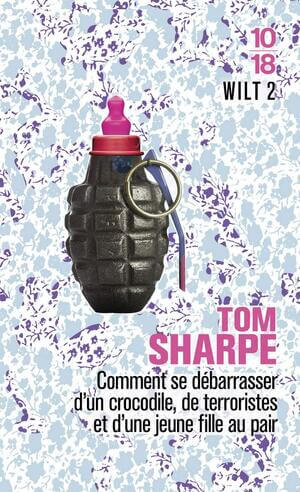 10
18
WILT 2
TOM
SHARPE
Comment se débarrasser
d'un crocodile, de terroristes
et d'une jeune fille au pair